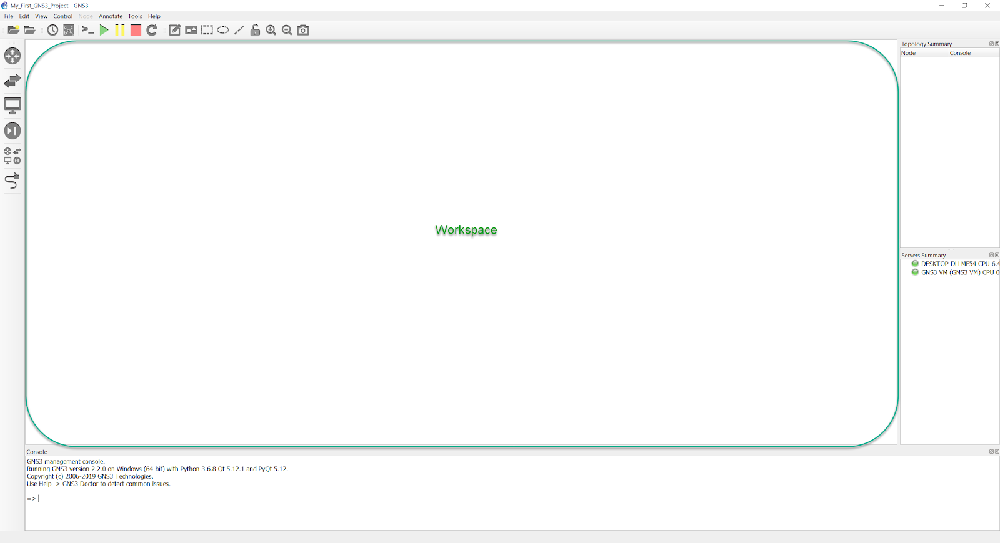 My_First_GNS3_Project - GNS3
File Edit View Control Node Annotate Tools Help
Topology Summary
Node Console
Workspace
Servers Summary
DESKTOP-DLLMF54 CPU 6.4
GNS3 VM (GNS3 VM) CPU 0
Console
GNS3 management console.
Running GNS3 version 2.2.0 on Windows (64-bit) with Python 3.6.8 Qt 5.12.1 and PyQt 5.12.
Copyright (c) 2006-2019 GNS3 Technologies.
Use Help -> GNS3 Doctor to detect common issues.
=>